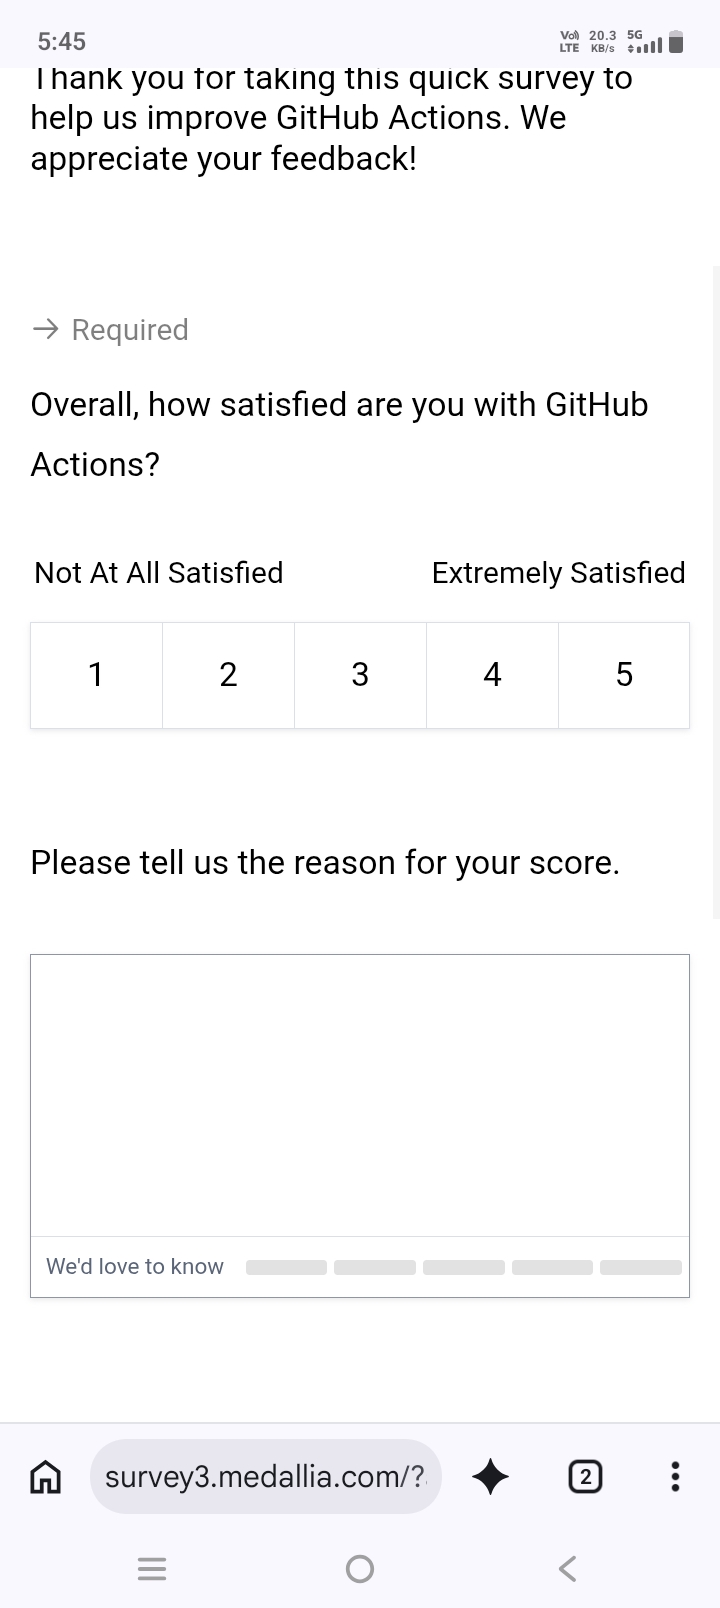 5:45
Vo) 20.3 5G
LTE KB/s
Thank you for taking this quick survey to
help us improve GitHub Actions. We
appreciate your feedback!
→ Required
Overall, how satisfied are you with GitHub
Actions?
Not At All Satisfied Extremely Satisfied
1 2 3 4 5
Please tell us the reason for your score.
We'd love to know
survey3.medallia.com/?
2